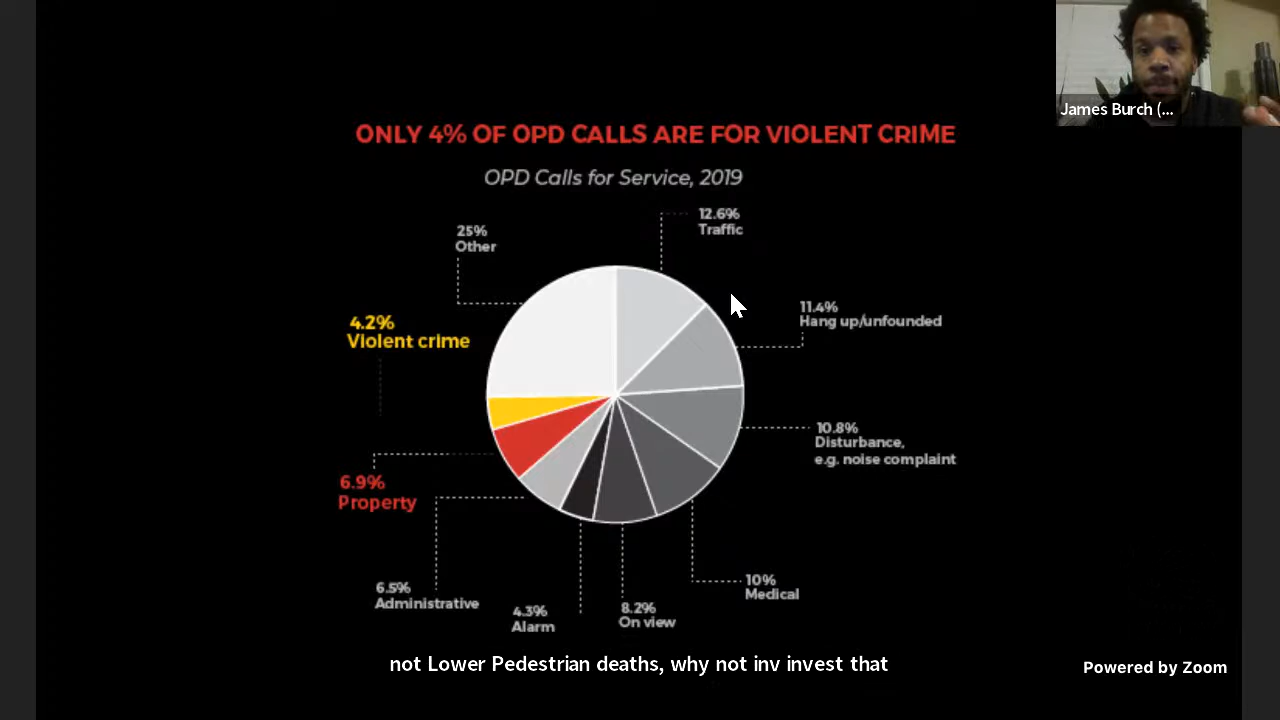 James Burch (...
ONLY 4% OF OPD CALLS ARE FOR VIOLENT CRIME
OPD Calls for Service, 2019
12.6%
Traffic
25%
Other
11.4%
Hang up/unfounded
4.2%
Violent crime
10.8%
Disturbance,
e.g. noise complaint
6.9%
Property
10%
Medical
6.5%
Administrative
4.3%
Alarm
8.2%
On view
not Lower Pedestrian deaths, why not inv invest that
Powered by Zoom